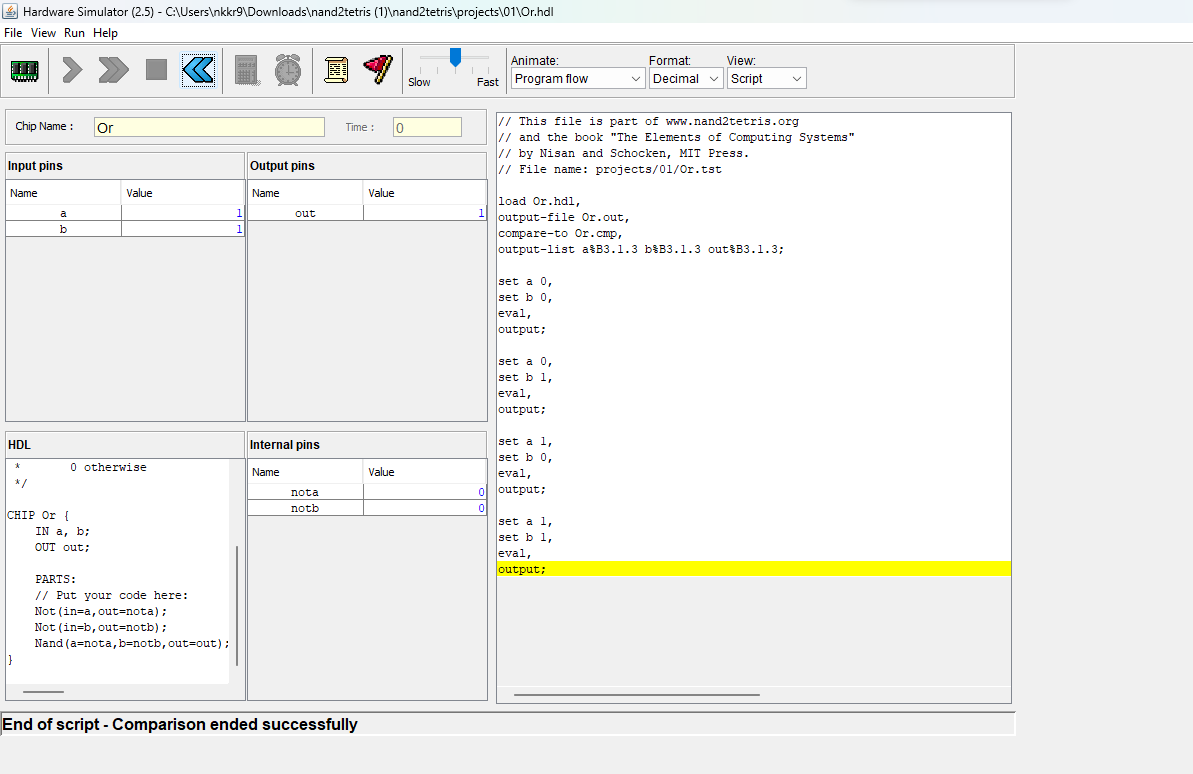 Hardware Simulator (2.5) - C:\Users\nkkr9\Downloads\nand2tetris (1)\nand2tetris\projects\01\Or.hdl
File View Run Help
Slow Fast
Animate: Format: View:
Program flow Decimal Script
Chip Name : Or Time : 0
Input pins
Name Value
a 1
b 1
Output pins
Name Value
out 1
HDL
* 0 otherwise
*/
CHIP Or {
IN a, b;
OUT out;
PARTS:
// Put your code here:
Not(in=a,out=nota);
Not(in=b,out=notb);
Nand(a=nota,b=notb,out=out);
}
Internal pins
Name Value
nota 0
notb 0
// This file is part of www.nand2tetris.org
// and the book "The Elements of Computing Systems"
// by Nisan and Schocken, MIT Press.
// File name: projects/01/Or.tst
load Or.hdl,
output-file Or.out,
compare-to Or.cmp,
output-list a%B3.1.3 b%B3.1.3 out%B3.1.3;
set a 0,
set b 0,
eval,
output;
set a 0,
set b 1,
eval,
output;
set a 1,
set b 0,
eval,
output;
set a 1,
set b 1,
eval,
output;
End of script - Comparison ended successfully